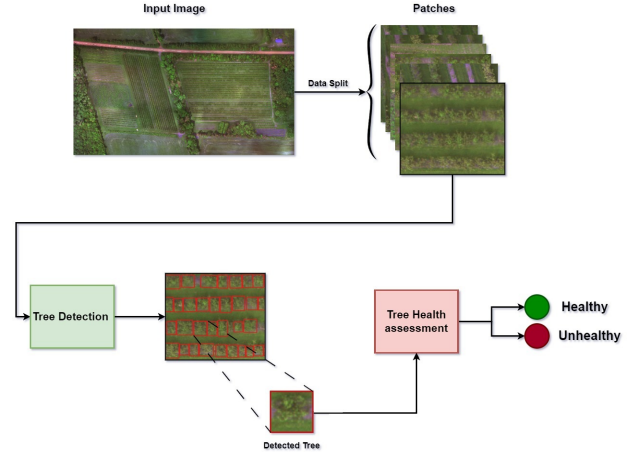 Input Image
Patches
Data Split
Tree Detection
Tree Health
assessment
Healthy
Unhealthy
Detected Tree